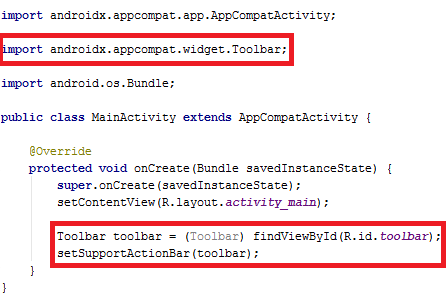 import androidx.appcompat.app.AppCompatActivity;
import androidx.appcompat.widget.Toolbar;
import android.os.Bundle;
public class MainActivity extends AppCompatActivity {
@Override
protected void onCreate(Bundle savedInstanceState) {
super.onCreate(savedInstanceState);
setContentView(R.layout.activity_main);
Toolbar toolbar = (Toolbar) findViewById(R.id.toolbar);
setSupportActionBar(toolbar);
}
}